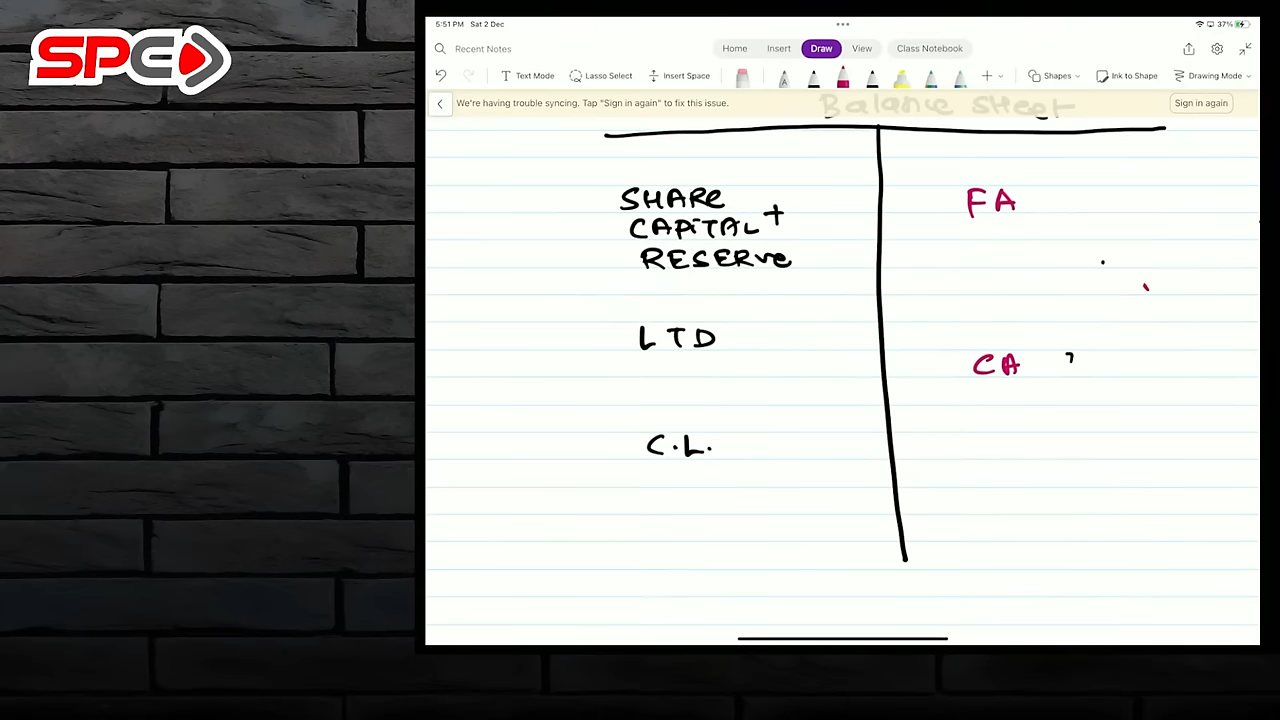 SPC
5:51 PM Sat 2 Dec
37%
Recent Notes
Home Insert Draw View Class Notebook
Text Mode Lasso Select Insert Space Shapes Ink to Shape Drawing Mode
We're having trouble syncing. Tap "Sign in again" to fix this issue.
Sign in again
Balance Sheet
SHARE
CAPITAL +
RESERVE
FA
LTD
CA
C.L.